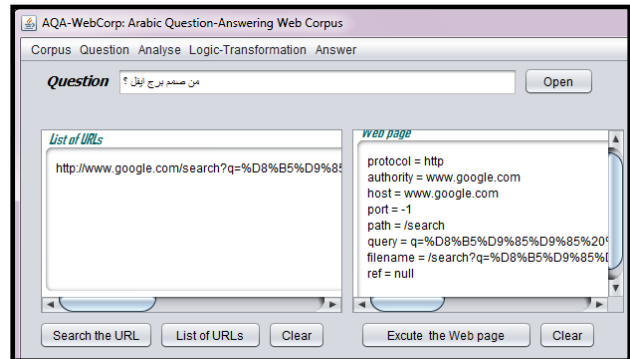 AQA-WebCorp: Arabic Question-Answering Web Corpus
Corpus Question Analyse Logic-Transformation Answer
Question
من صمم برج ايفل ؟
Open
List of URLs
http://www.google.com/search?q=%D8%B5%D9%85
Web page
protocol = http
authority = www.google.com
host = www.google.com
port = -1
path = /search
query = q=%D8%B5%D9%85%D9%85%20
filename = /search?q=%D8%B5%D9%85%
ref = null
Search the URL
List of URLs
Clear
Excute the Web page
Clear